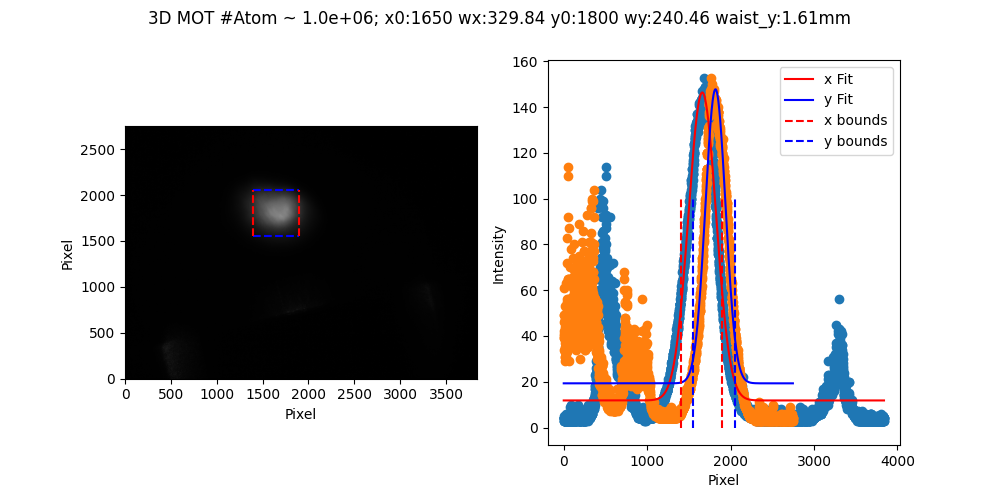 3D MOT #Atom ~ 1.0e+06; x0:1650 wx:329.84 y0:1800 wy:240.46 waist_y:1.61mm
2500
2000
1500
1000
500
0
Pixel
0 500 1000 1500 2000 2500 3000 3500
Pixel
160
140
120
100
80
60
40
20
0
Intensity
0 1000 2000 3000 4000
Pixel
x Fit
y Fit
x bounds
y bounds